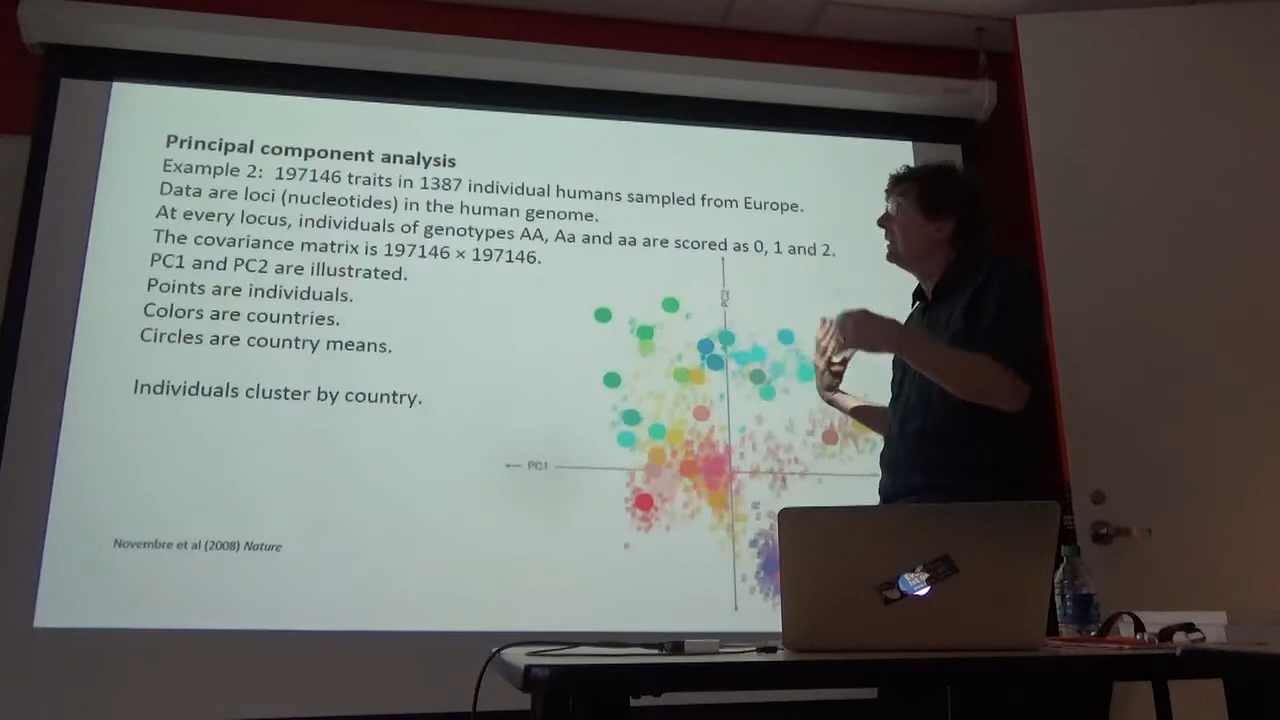 Principal component analysis
Example 2: 197146 traits in 1387 individual humans sampled from Europe.
Data are loci (nucleotides) in the human genome.
At every locus, individuals of genotypes AA, Aa and aa are scored as 0, 1 and 2.
The covariance matrix is 197146 × 197146.
PC1 and PC2 are illustrated.
Points are individuals.
Colors are countries.
Circles are country means.
Individuals cluster by country.
PC2
PC1
Novembre et al (2008) Nature